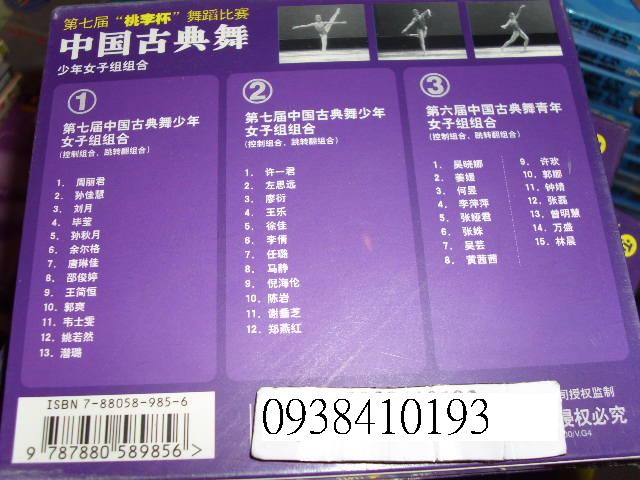 第七届“桃李杯”舞蹈比赛
中国古典舞
少年女子组组合
①
第七届中国古典舞少年
女子组组合
(控制组合、跳转翻组合)
1. 周丽君
2. 孙佳慧
3. 刘月
4. 毕莹
5. 孙秋月
6. 余尔格
7. 唐琳佳
8. 邵俊婷
9. 王简恒
10. 郭爽
11. 韦士雯
12. 姚若然
13. 潜璐
②
第七届中国古典舞少年
女子组组合
(控制组合、跳转翻组合)
1. 许一君
2. 左思远
3. 廖衍
4. 王乐
5. 徐佳
6. 李倩
7. 任璐
8. 马静
9. 倪海伦
10. 陈岩
11. 谢矗芝
12. 郑燕红
③
第六届中国古典舞青年
女子组组合
(控制组合、跳转翻组合)
1. 吴晓娜
2. 姜媛
3. 何昱
4. 李萍萍
5. 张娅君
6. 张姝
7. 吴芸
8. 黄茜茜
9. 许欢
10. 郭娜
11. 钟婧
12. 张磊
13. 曾明慧
14. 万盛
15. 林晨
ISBN 7-88058-985-6
9 787880 589856 >
0938410193
司授权监制
侵权必究